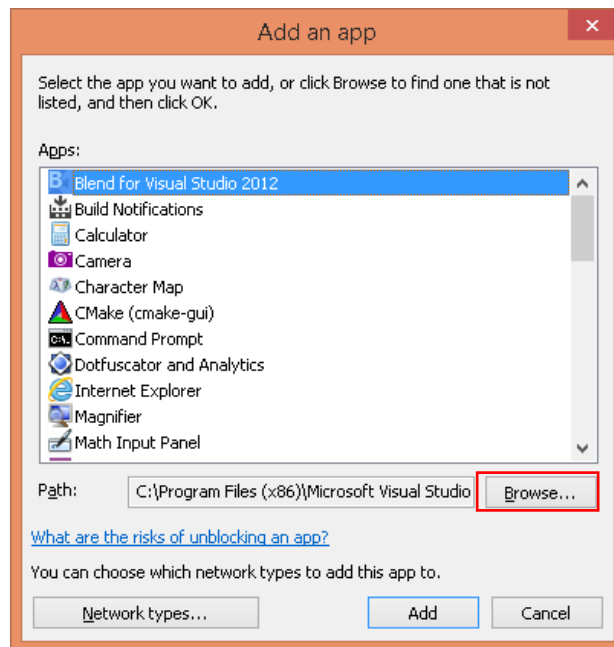 Add an app
Select the app you want to add, or click Browse to find one that is not
listed, and then click OK.
Apps:
Blend for Visual Studio 2012
Build Notifications
Calculator
Camera
Character Map
CMake (cmake-gui)
Command Prompt
Dotfuscator and Analytics
Internet Explorer
Magnifier
Math Input Panel
Path: C:\Program Files (x86)\Microsoft Visual Studio Browse...
What are the risks of unblocking an app?
You can choose which network types to add this app to.
Network types... Add Cancel